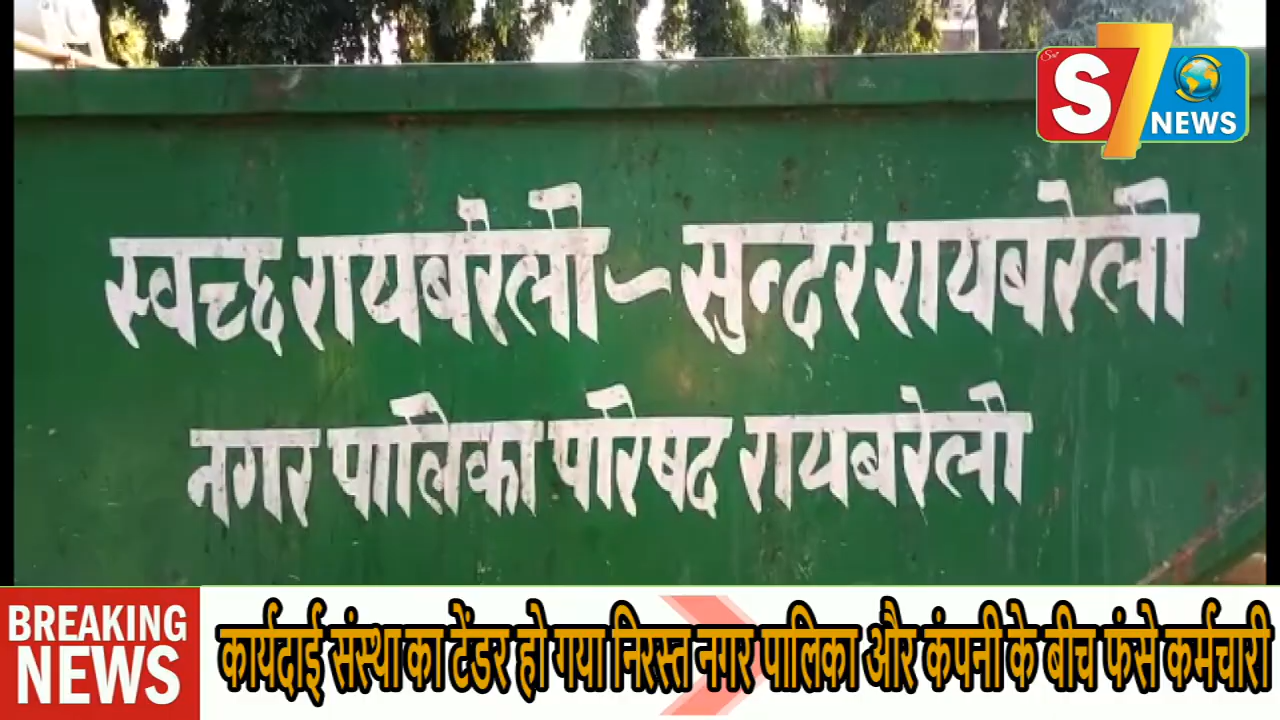 S7 NEWS
स्वच्छ रायबरेली - सुन्दर रायबरेली
नगर पालिका परिषद रायबरेली
BREAKING
NEWS
कार्यदाई संस्था का टेंडर हो गया निरस्त नगर पालिका और कंपनी के बीच फंसे कर्मचारी